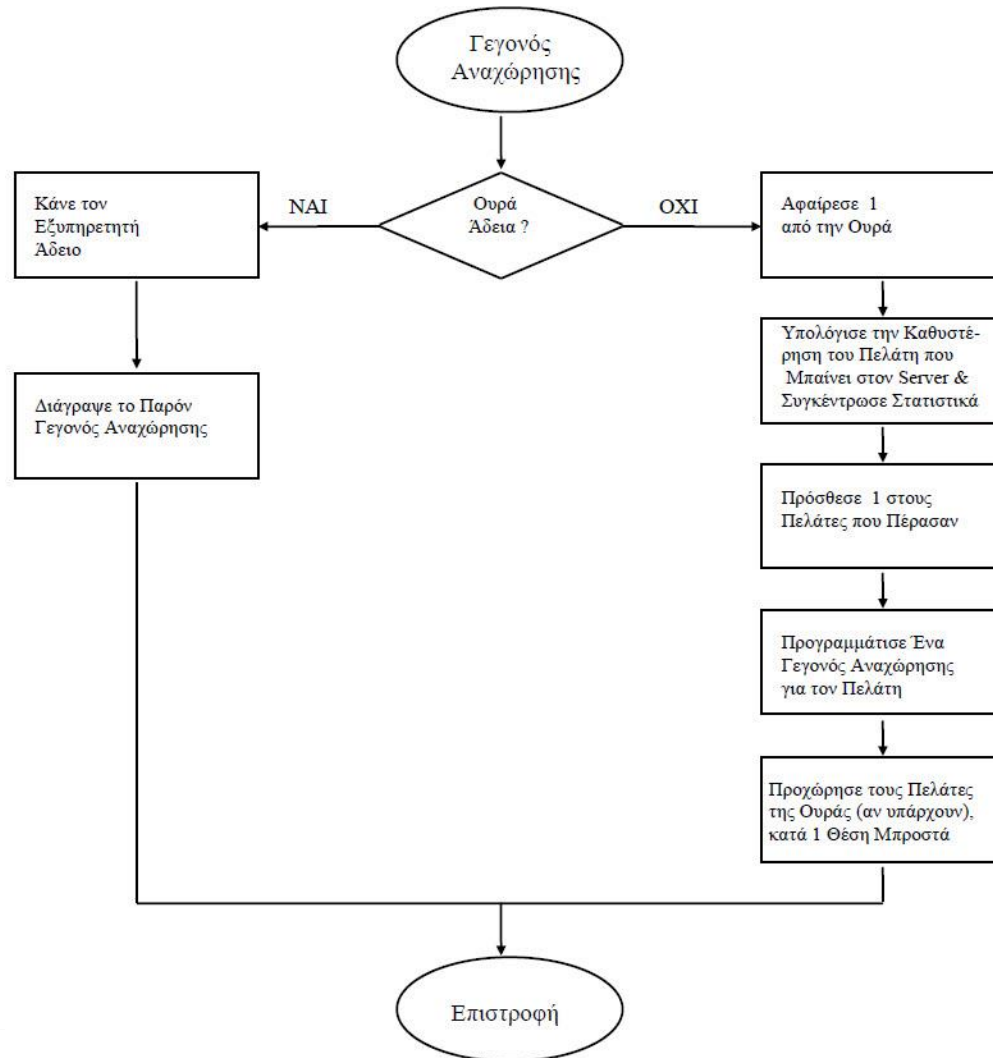 Γεγονός
Αναχώρησης
Ουρά
Άδεια ?
ΝΑΙ
ΟΧΙ
Κάνε τον
Εξυπηρετητή
Άδειο
Διάγραψε το Παρόν
Γεγονός Αναχώρησης
Αφαίρεσε 1
από την Ουρά
Υπολόγισε την Καθυστέ-
ρηση του Πελάτη που
Μπαίνει στον Server &
Συγκέντρωσε Στατιστικά
Πρόσθεσε 1 στους
Πελάτες που Πέρασαν
Προγραμμάτισε Ένα
Γεγονός Αναχώρησης
για τον Πελάτη
Προχώρησε τους Πελάτες
της Ουράς (αν υπάρχουν),
κατά 1 Θέση Μπροστά
Επιστροφή